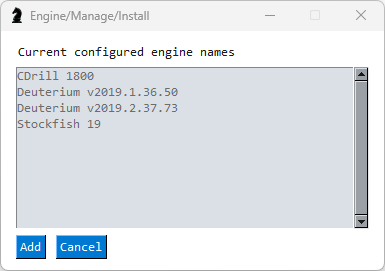 Engine/Manage/Install
Current configured engine names
CDrill 1800
Deuterium v2019.1.36.50
Deuterium v2019.2.37.73
Stockfish 19
Add Cancel